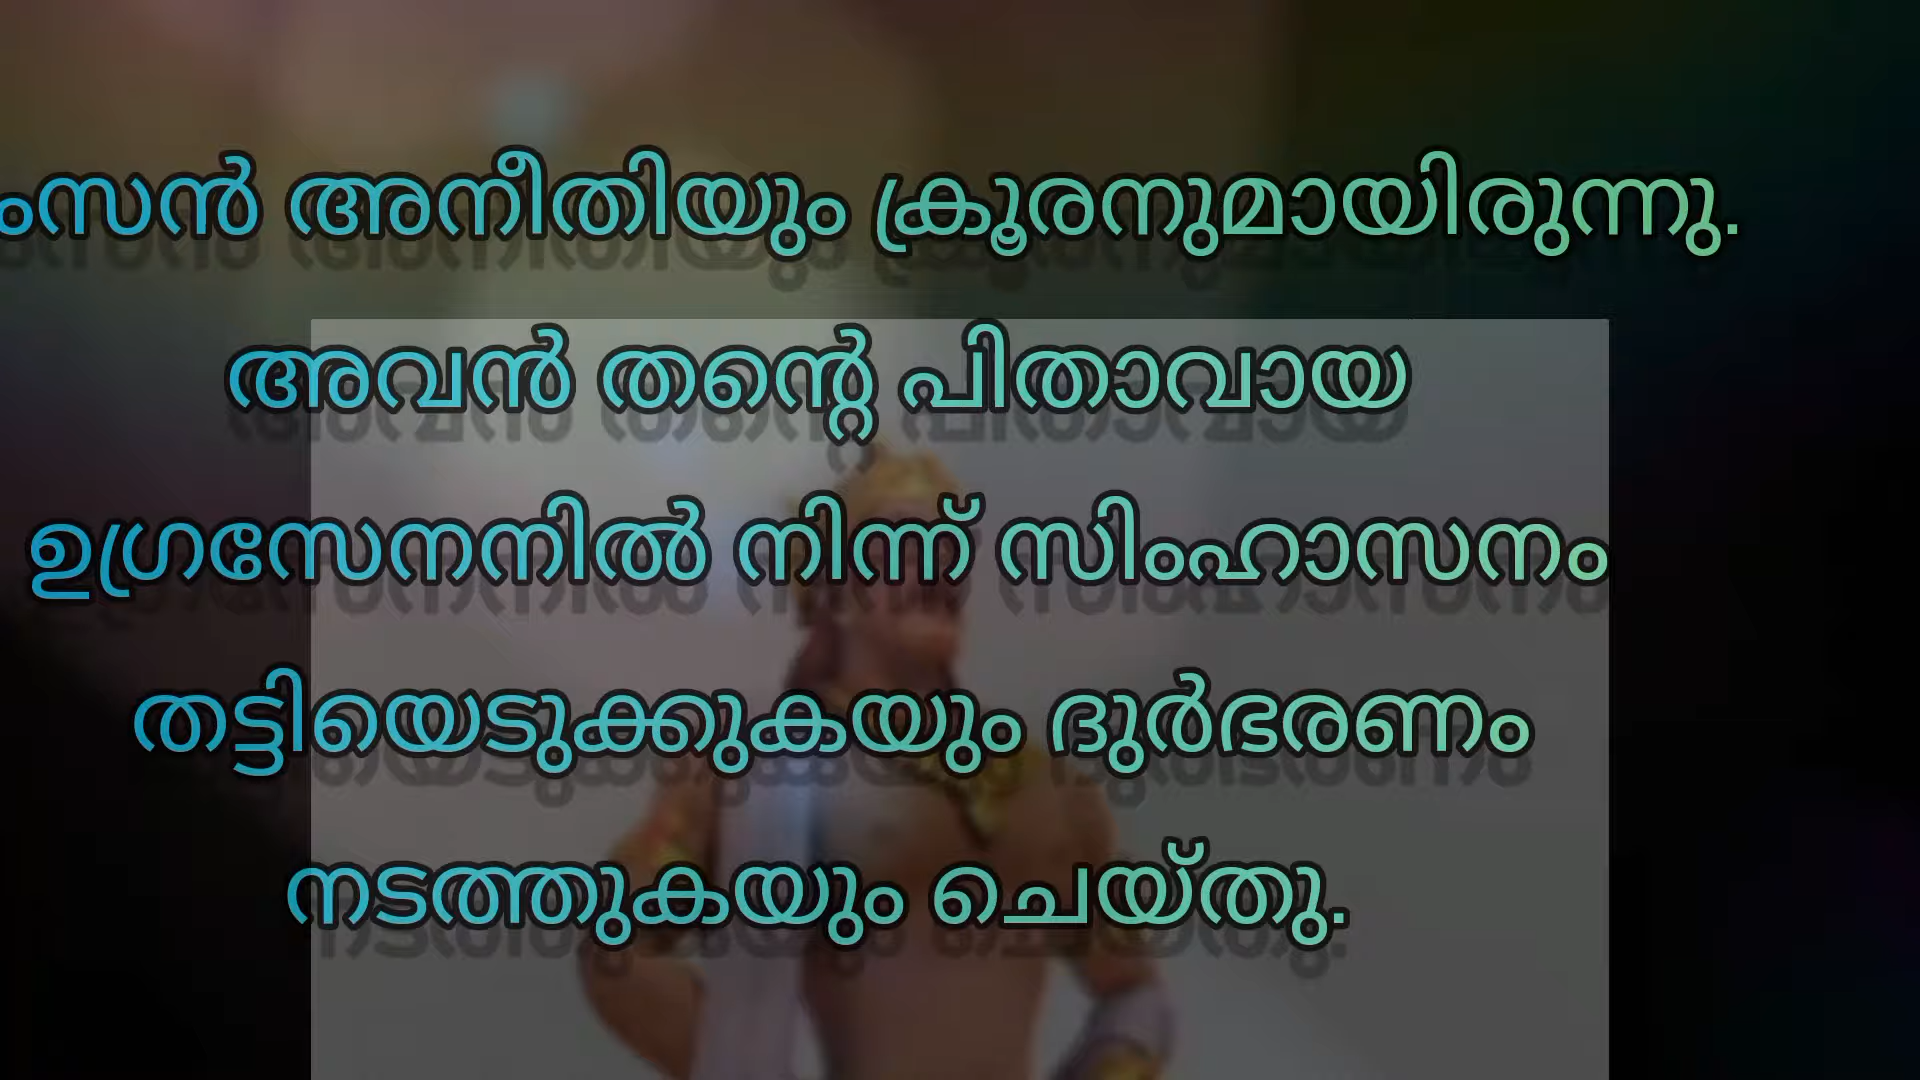 ംസൻ അനീതിയും ക്രൂരനുമായിരുന്നു.
അവൻ തന്റെ പിതാവായ
ഉഗ്രസേനനിൽ നിന്ന് സിംഹാസനം
തട്ടിയെടുക്കുകയും ദുർഭരണം
നടത്തുകയും ചെയ്തു.